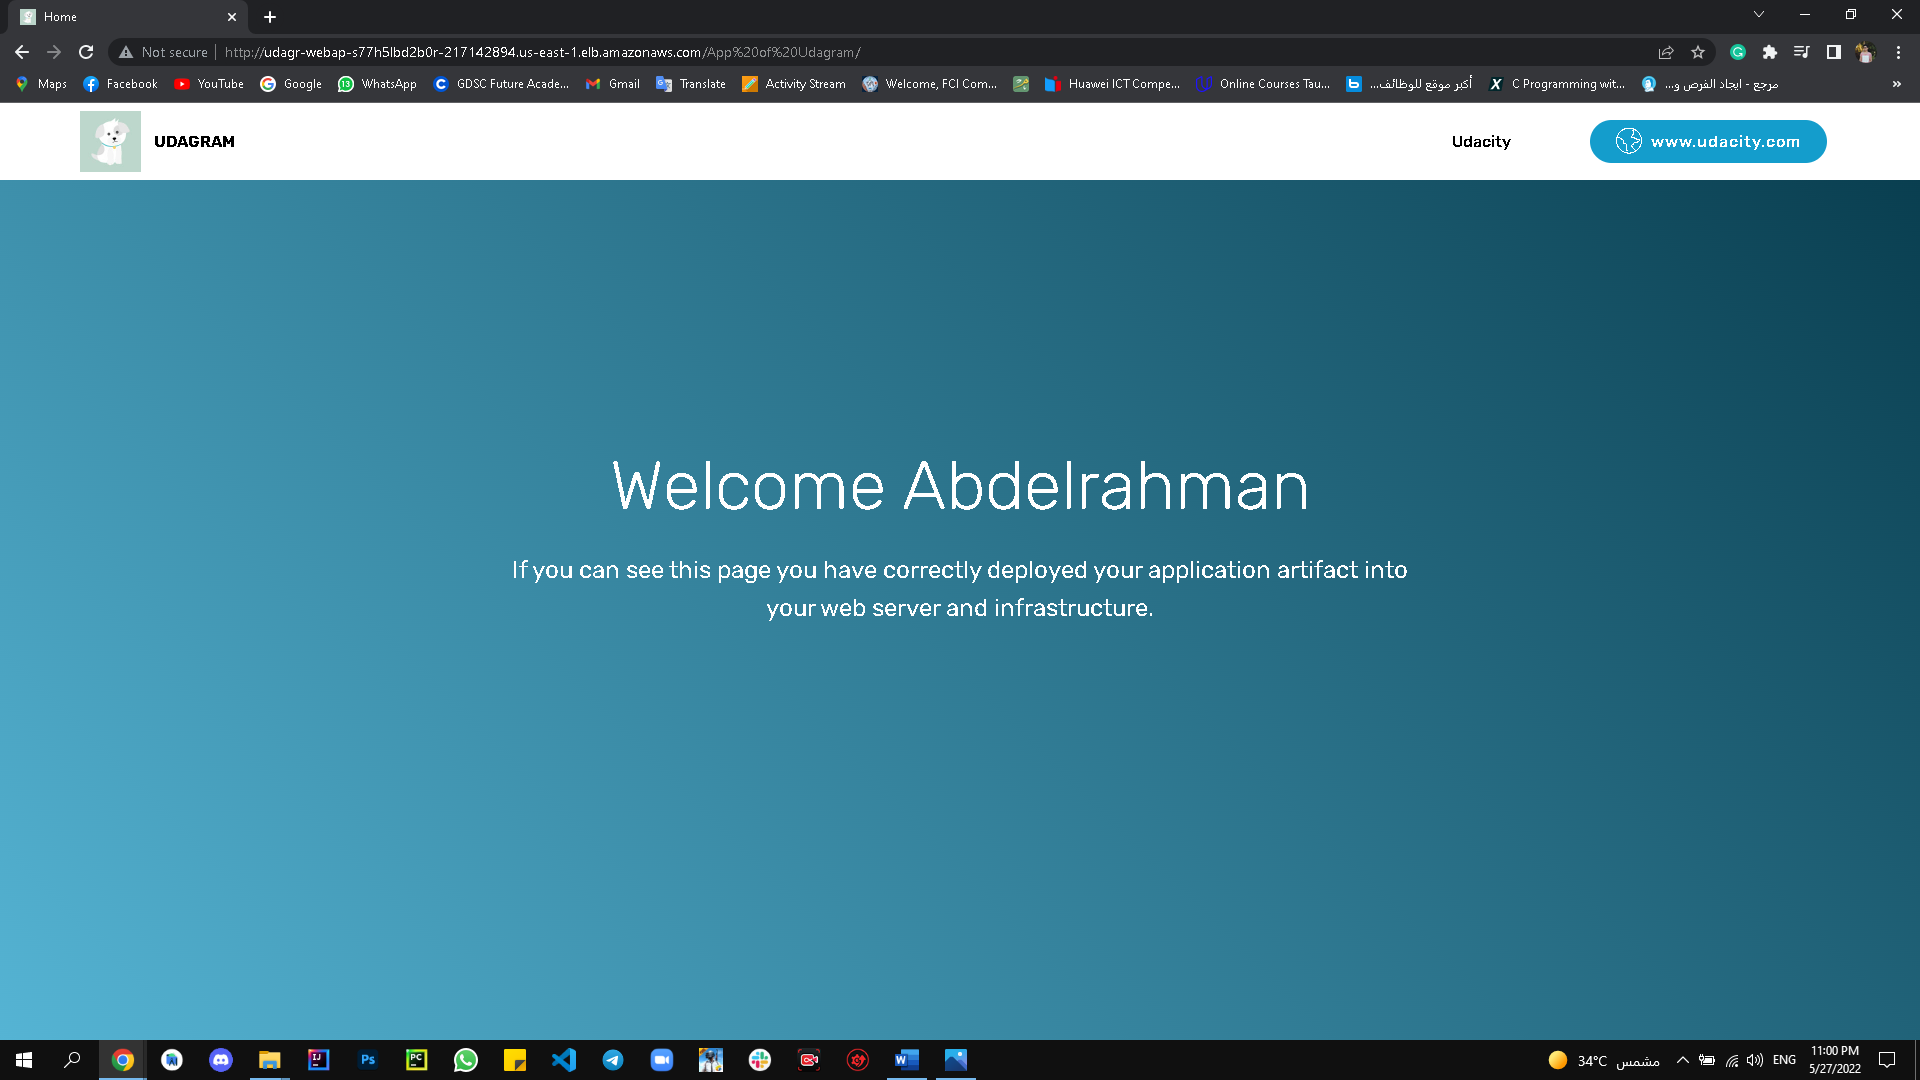 Home
Not secure
http://udagr-webap-s77h5lbd2b0r-217142894.us-east-1.elb.amazonaws.com/App%20of%20Udagram/
Maps
Facebook
YouTube
Google
WhatsApp
GDSC Future Acade...
Gmail
Translate
Activity Stream
Welcome, FCI Com...
Huawei ICT Compe...
Online Courses Tau...
أكبر موقع للوظائف...
C Programming wit...
مرجع - ايجاد الفرص و...
»
UDAGRAM
Udacity
www.udacity.com
Welcome Abdelrahman
If you can see this page you have correctly deployed your application artifact into
your web server and infrastructure.
34°C مشمس
ENG
11:00 PM
5/27/2022